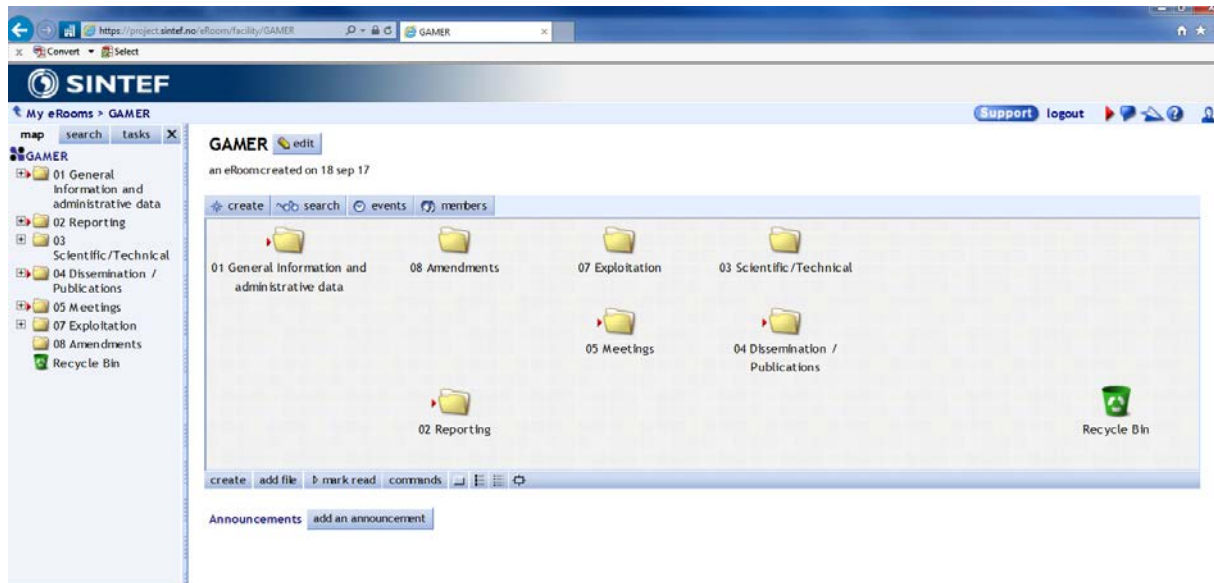 https://project.sintef.no/eRoom/facility/GAMER
GAMER
x Convert Select
SINTEF
My eRooms > GAMER
Support logout
map search tasks X
GAMER
01 General
Information and
administrative data
02 Reporting
03
Scientific/Technical
04 Dissemination /
Publications
05 Meetings
07 Exploitation
08 Amendments
Recycle Bin
GAMER edit
an eRoom created on 18 sep 17
create search events members
01 General Information and
administrative data
08 Amendments
07 Exploitation
03 Scientific/Technical
05 Meetings
04 Dissemination /
Publications
02 Reporting
Recycle Bin
create add file mark read commands
Announcements add an announcement